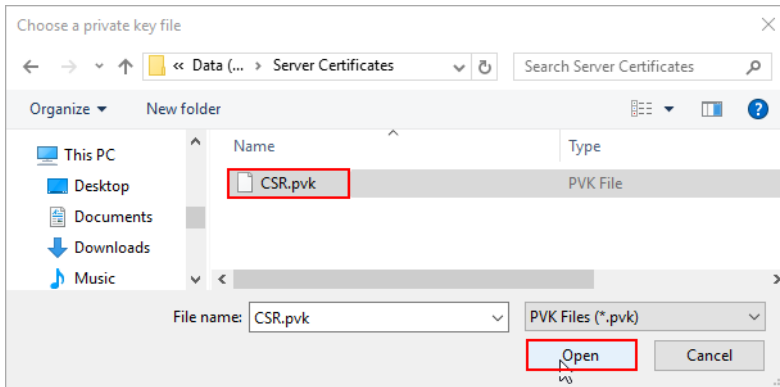 Choose a private key file
« Data (... > Server Certificates
Search Server Certificates
Organize
New folder
?
This PC
Desktop
Documents
Downloads
Music
Name
Type
CSR.pvk
PVK File
File name:
CSR.pvk
PVK Files (*.pvk)
Open
Cancel